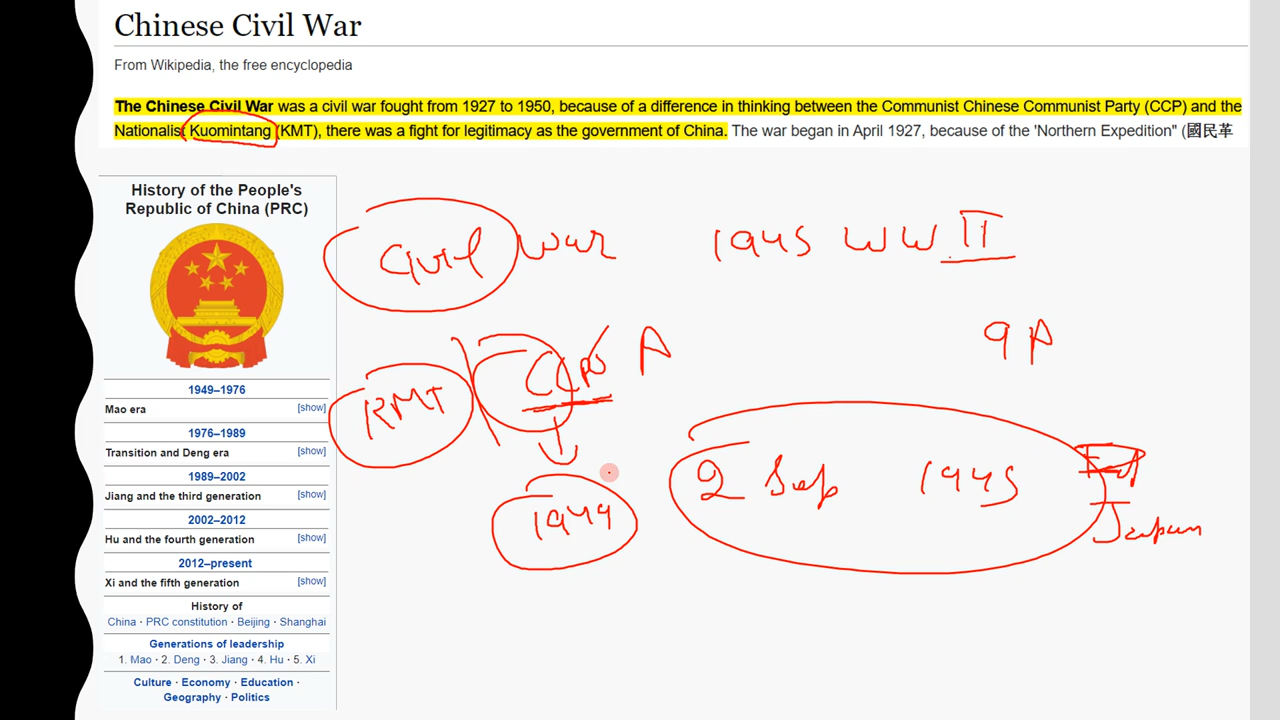 Chinese Civil War
From Wikipedia, the free encyclopedia
The Chinese Civil War was a civil war fought from 1927 to 1950, because of a difference in thinking between the Communist Chinese Communist Party (CCP) and the
Nationalis Kuomintang (KMT), there was a fight for legitimacy as the government of China. The war began in April 1927, because of the 'Northern Expedition" (國民革
History of the People's
Republic of China (PRC)
1949–1976
Mao era [show]
1976–1989
Transition and Deng era [show]
1989–2002
Jiang and the third generation [show]
2002–2012
Hu and the fourth generation [show]
2012–present
Xi and the fifth generation [show]
History of
China · PRC constitution · Beijing · Shanghai
Generations of leadership
1. Mao · 2. Deng · 3. Jiang · 4. Hu · 5. Xi
Culture · Economy · Education ·
Geography · Politics
Civil war 1945 WW II
A 9 A
KMT
2 Sep 1945
1949 Japan